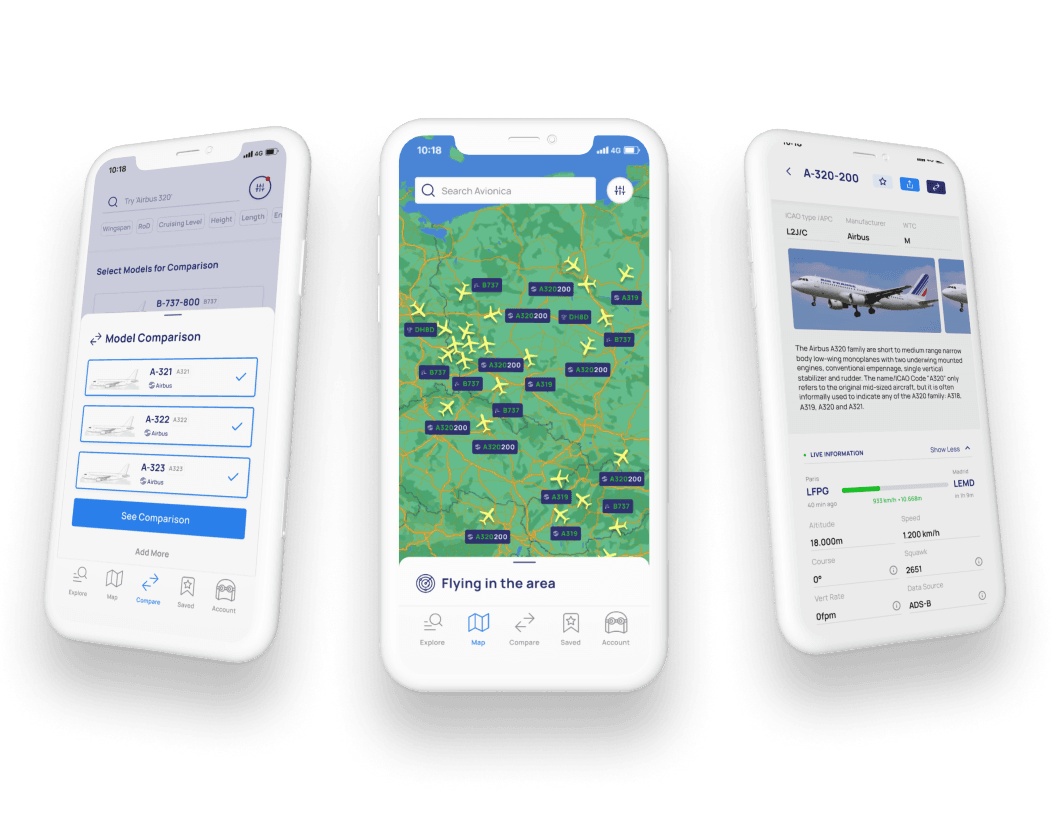 10:18
4G
Try 'Airbus 320'
Wingspan
RoD
Cruising Level
Height
Length
En
Select Models for Comparison
B-737-800 B737
Model Comparison
A-321 A321
Airbus
A-322 A322
Airbus
A-323 A323
Airbus
See Comparison
Add More
Explore
Map
Compare
Saved
Account
10:18
4G
Search Avionica
B737
A320200
A319
A320200
DH8D
DH8D
B737
A320200
A320200
B737
B737
A319
B737
A320200
A320200
A320200
A319
B737
A320200
A319
Flying in the area
Explore
Map
Compare
Saved
Account
10:18
A-320-200
ICAO type /APC
Manufacturer
WTC
L2J/C
Airbus
M
The Airbus A320 family are short to medium range narrow
body low-wing monoplanes with two underwing mounted
engines, conventional empennage, single vertical
stabilizer and rudder. The name/ICAO Code "A320" only
refers to the original mid-sized aircraft, but it is often
informally used to indicate any of the A320 family: A318,
A319, A320 and A321.
LIVE INFORMATION
Show Less
Paris
Madrid
LFPG
LEMD
40 min ago
933 km/h • 10.668m
in 1h 9m
Altitude
Speed
18.000m
1.200 km/h
Course
Squawk
0°
2651
Vert Rate
Data Source
0fpm
ADS-B